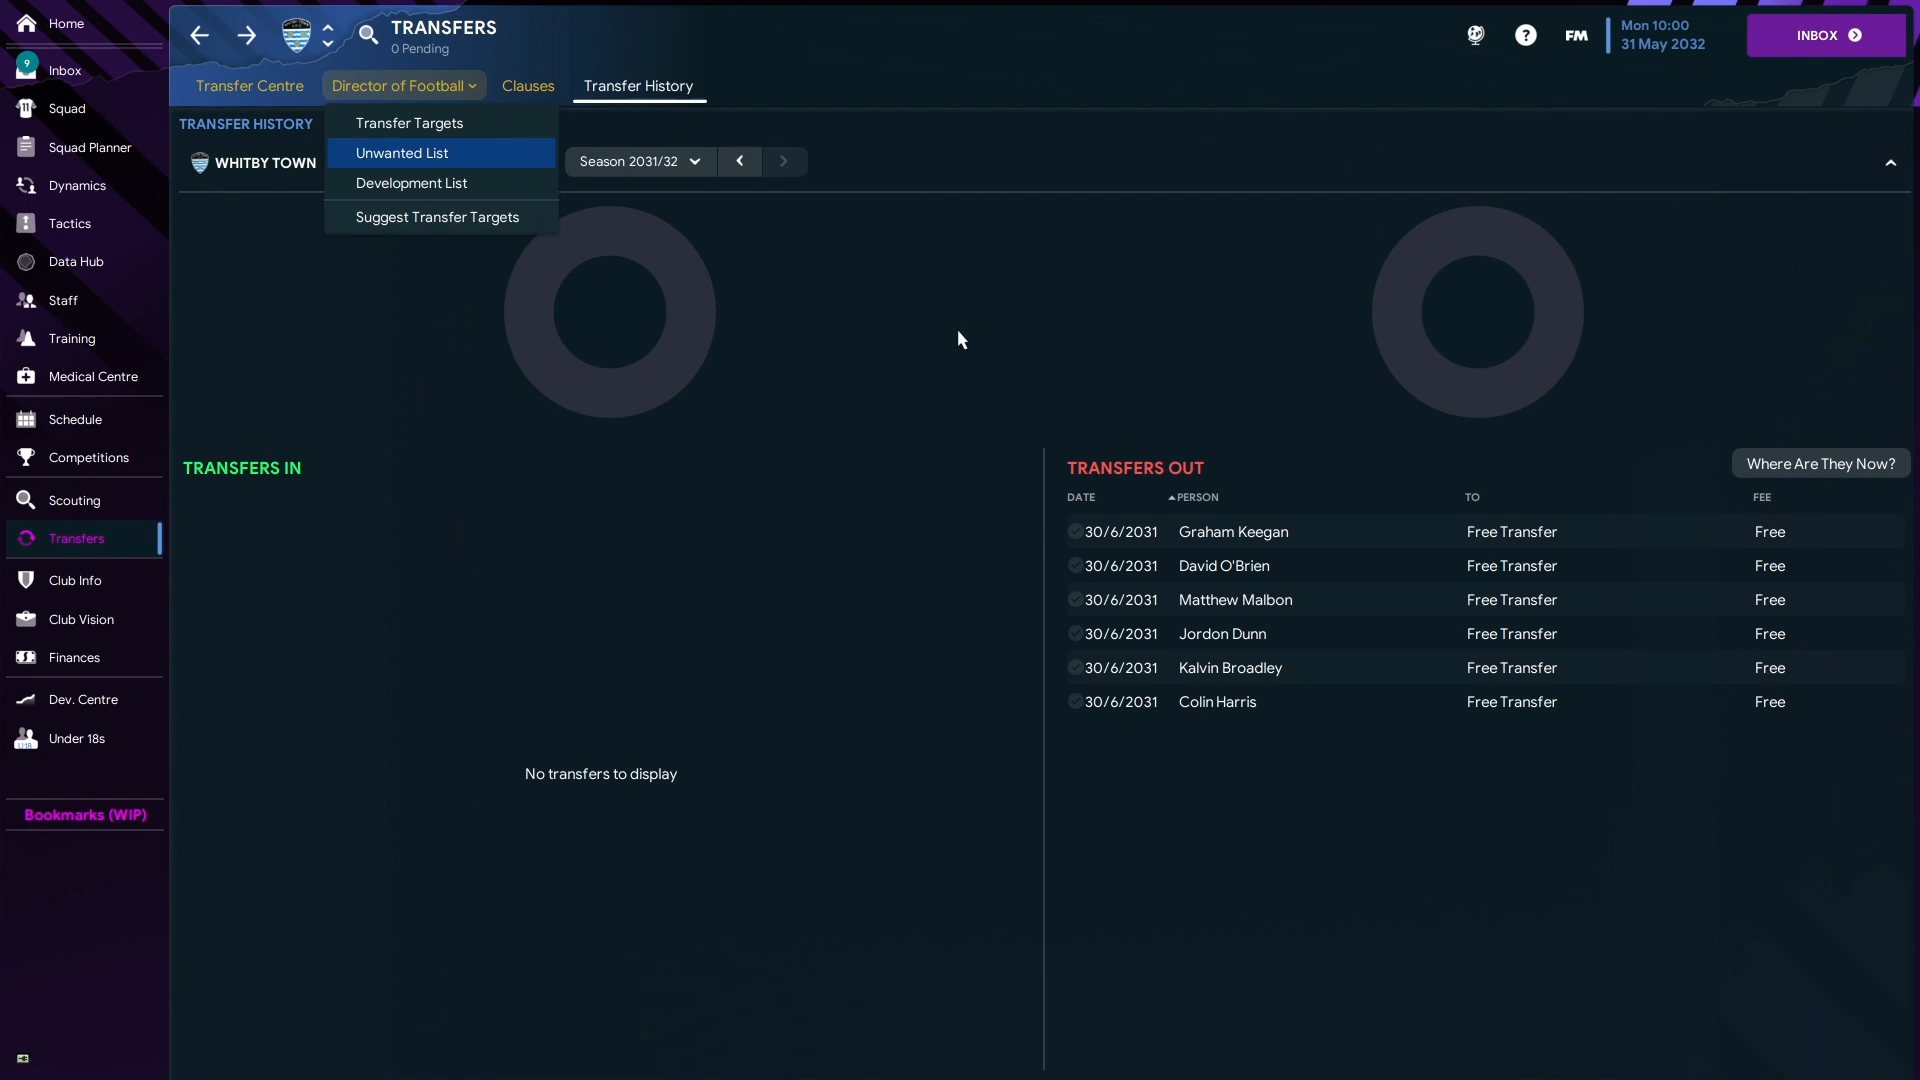 Home
9
Inbox
Squad
Squad Planner
Dynamics
Tactics
Data Hub
Staff
Training
Medical Centre
Schedule
Competitions
Scouting
Transfers
Club Info
Club Vision
Finances
Dev. Centre
U18
Under 18s
Bookmarks (WIP)
TRANSFERS
0 Pending
FM
Mon 10:00
31 May 2032
INBOX
Transfer Centre
Director of Football
Clauses
Transfer History
TRANSFER HISTORY
Transfer Targets
Unwanted List
Development List
Suggest Transfer Targets
WHITBY TOWN
Season 2031/32
TRANSFERS IN
No transfers to display
TRANSFERS OUT
Where Are They Now?
DATE PERSON TO FEE
30/6/2031 Graham Keegan Free Transfer Free
30/6/2031 David O'Brien Free Transfer Free
30/6/2031 Matthew Malbon Free Transfer Free
30/6/2031 Jordon Dunn Free Transfer Free
30/6/2031 Kalvin Broadley Free Transfer Free
30/6/2031 Colin Harris Free Transfer Free